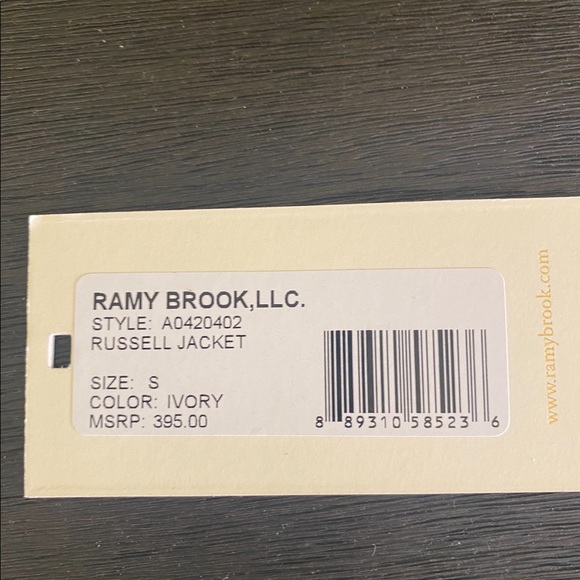 RAMY BROOK,LLC.
STYLE: A0420402
RUSSELL JACKET
SIZE: S
COLOR: IVORY
MSRP: 395.00
8 89310 58523 6
www.ramybrook.com